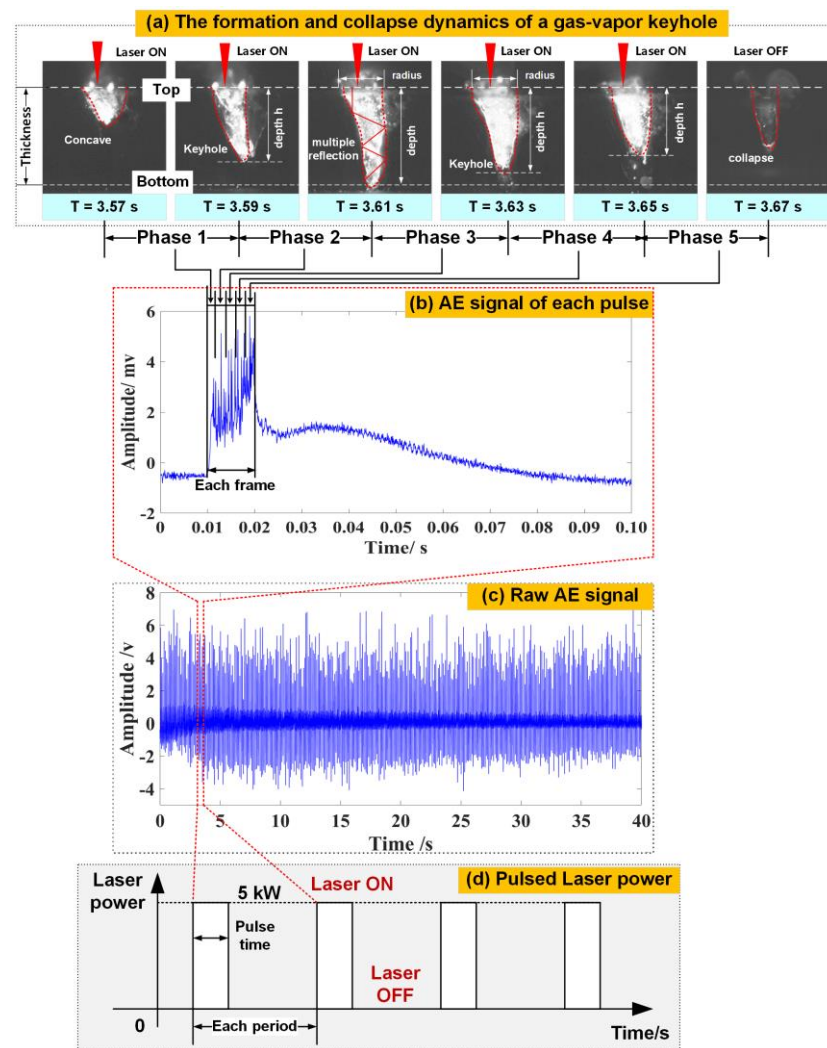 (a) The formation and collapse dynamics of a gas-vapor keyhole
Laser ON
Laser ON
Laser ON
Laser ON
Laser ON
Laser OFF
Thickness
Top
Bottom
Concave
Keyhole
depth h
radius
multiple
reflection
depth
radius
Keyhole
depth h
depth h
collapse
T = 3.57 s
T = 3.59 s
T = 3.61 s
T = 3.63 s
T = 3.65 s
T = 3.67 s
Phase 1
Phase 2
Phase 3
Phase 4
Phase 5
(b) AE signal of each pulse
Amplitude/ mv
6
4
2
0
-2
Each frame
0 0.01 0.02 0.03 0.04 0.05 0.06 0.07 0.08 0.09 0.10
Time/ s
(c) Raw AE signal
Amplitude /v
8
6
4
2
0
-2
-4
0 5 10 15 20 25 30 35 40
Time /s
(d) Pulsed Laser power
Laser
power
5 kW
Laser ON
Pulse
time
Laser
OFF
0
Each period
Time/s